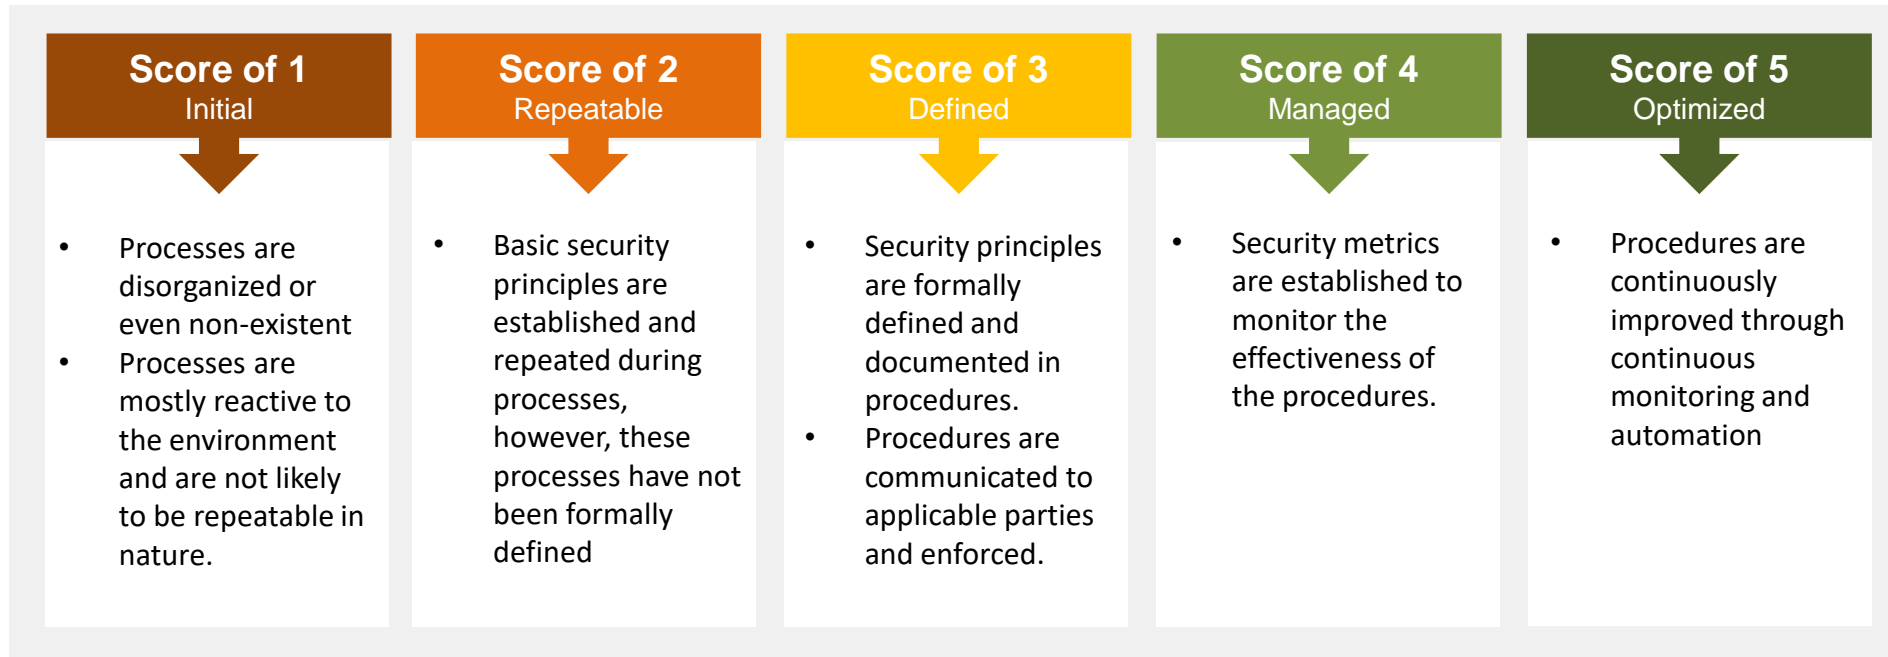 Score of 1
Initial
• Processes are
disorganized or
even non-existent
• Processes are
mostly reactive to
the environment
and are not likely
to be repeatable in
nature.
Score of 2
Repeatable
• Basic security
principles are
established and
repeated during
processes,
however, these
processes have not
been formally
defined
Score of 3
Defined
• Security principles
are formally
defined and
documented in
procedures.
• Procedures are
communicated to
applicable parties
and enforced.
Score of 4
Managed
• Security metrics
are established to
monitor the
effectiveness of
the procedures.
Score of 5
Optimized
• Procedures are
continuously
improved through
continuous
monitoring and
automation